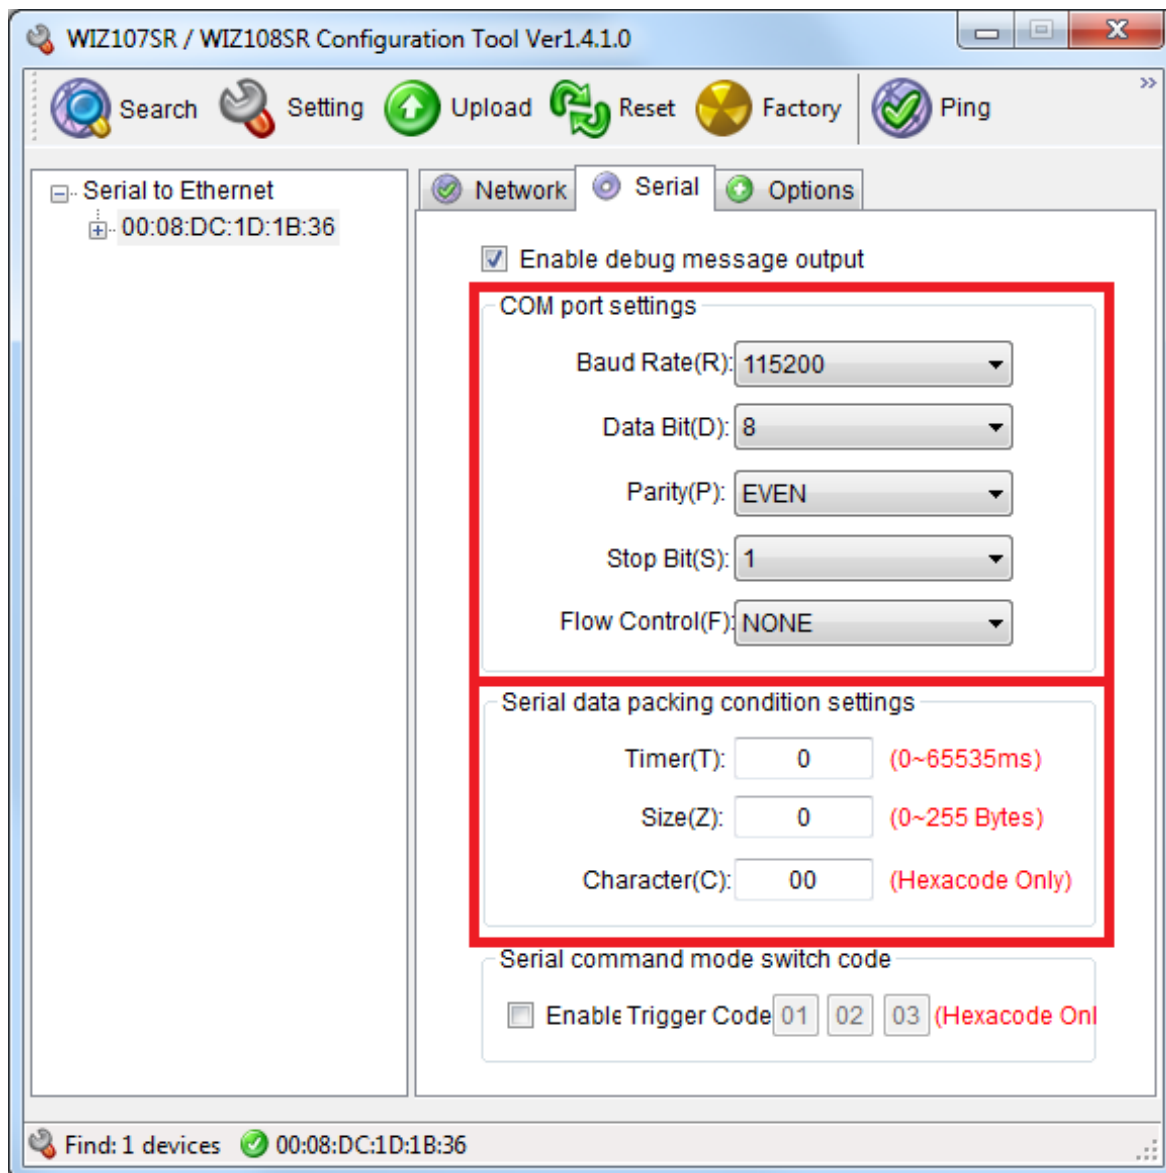 WIZ107SR / WIZ108SR Configuration Tool Ver1.4.1.0
Search Setting Upload Reset Factory Ping
Serial to Ethernet
00:08:DC:1D:1B:36
Network Serial Options
Enable debug message output
COM port settings
Baud Rate(R): 115200
Data Bit(D): 8
Parity(P): EVEN
Stop Bit(S): 1
Flow Control(F): NONE
Serial data packing condition settings
Timer(T): 0 (0~65535ms)
Size(Z): 0 (0~255 Bytes)
Character(C): 00 (Hexacode Only)
Serial command mode switch code
Enable Trigger Code 01 02 03 (Hexacode Onl
Find: 1 devices 00:08:DC:1D:1B:36